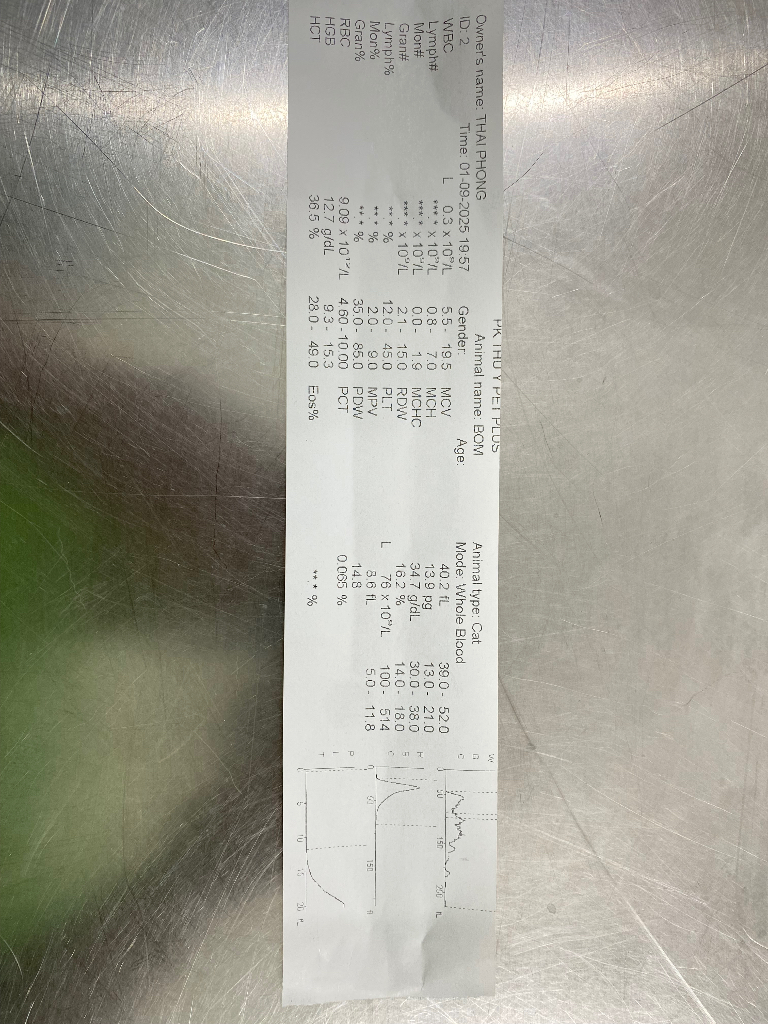 PK THU Y PET PLUS
Owner's name: THAI PHONG Animal name: BOM Animal type: Cat
ID: 2 Time: 01-09-2025 19:57 Gender: Age: Mode: Whole Blood
WBC L 0.3 x 10^9/L 5.5 - 19.5 MCV 40.2 fL 39.0 - 52.0
Lymph# *** * x 10^9/L 0.8 - 7.0 MCH 13.9 pg 13.0 - 21.0
Mon# *** * x 10^9/L 0.0 - 1.9 MCHC 34.7 g/dL 30.0 - 38.0
Gran# *** * x 10^9/L 2.1 - 15.0 RDW 16.2 % 14.0 - 18.0
Lymph% ** * % 12.0 - 45.0 PLT L 76 x 10^9/L 100 - 514
Mon% ** * % 2.0 - 9.0 MPV 8.6 fL 5.0 - 11.8
Gran% ** * % 35.0 - 85.0 PDW 14.8
RBC 9.09 x 10^12/L 4.60 - 10.00 PCT 0.065 %
HGB 12.7 g/dL 9.3 - 15.3
HCT 36.5 % 28.0 - 49.0 Eos% ** * %
W
B
C
50 150 250 fL
R
B
C
0 50 150 fl
P
L
T
0 5 10 15 20 fL